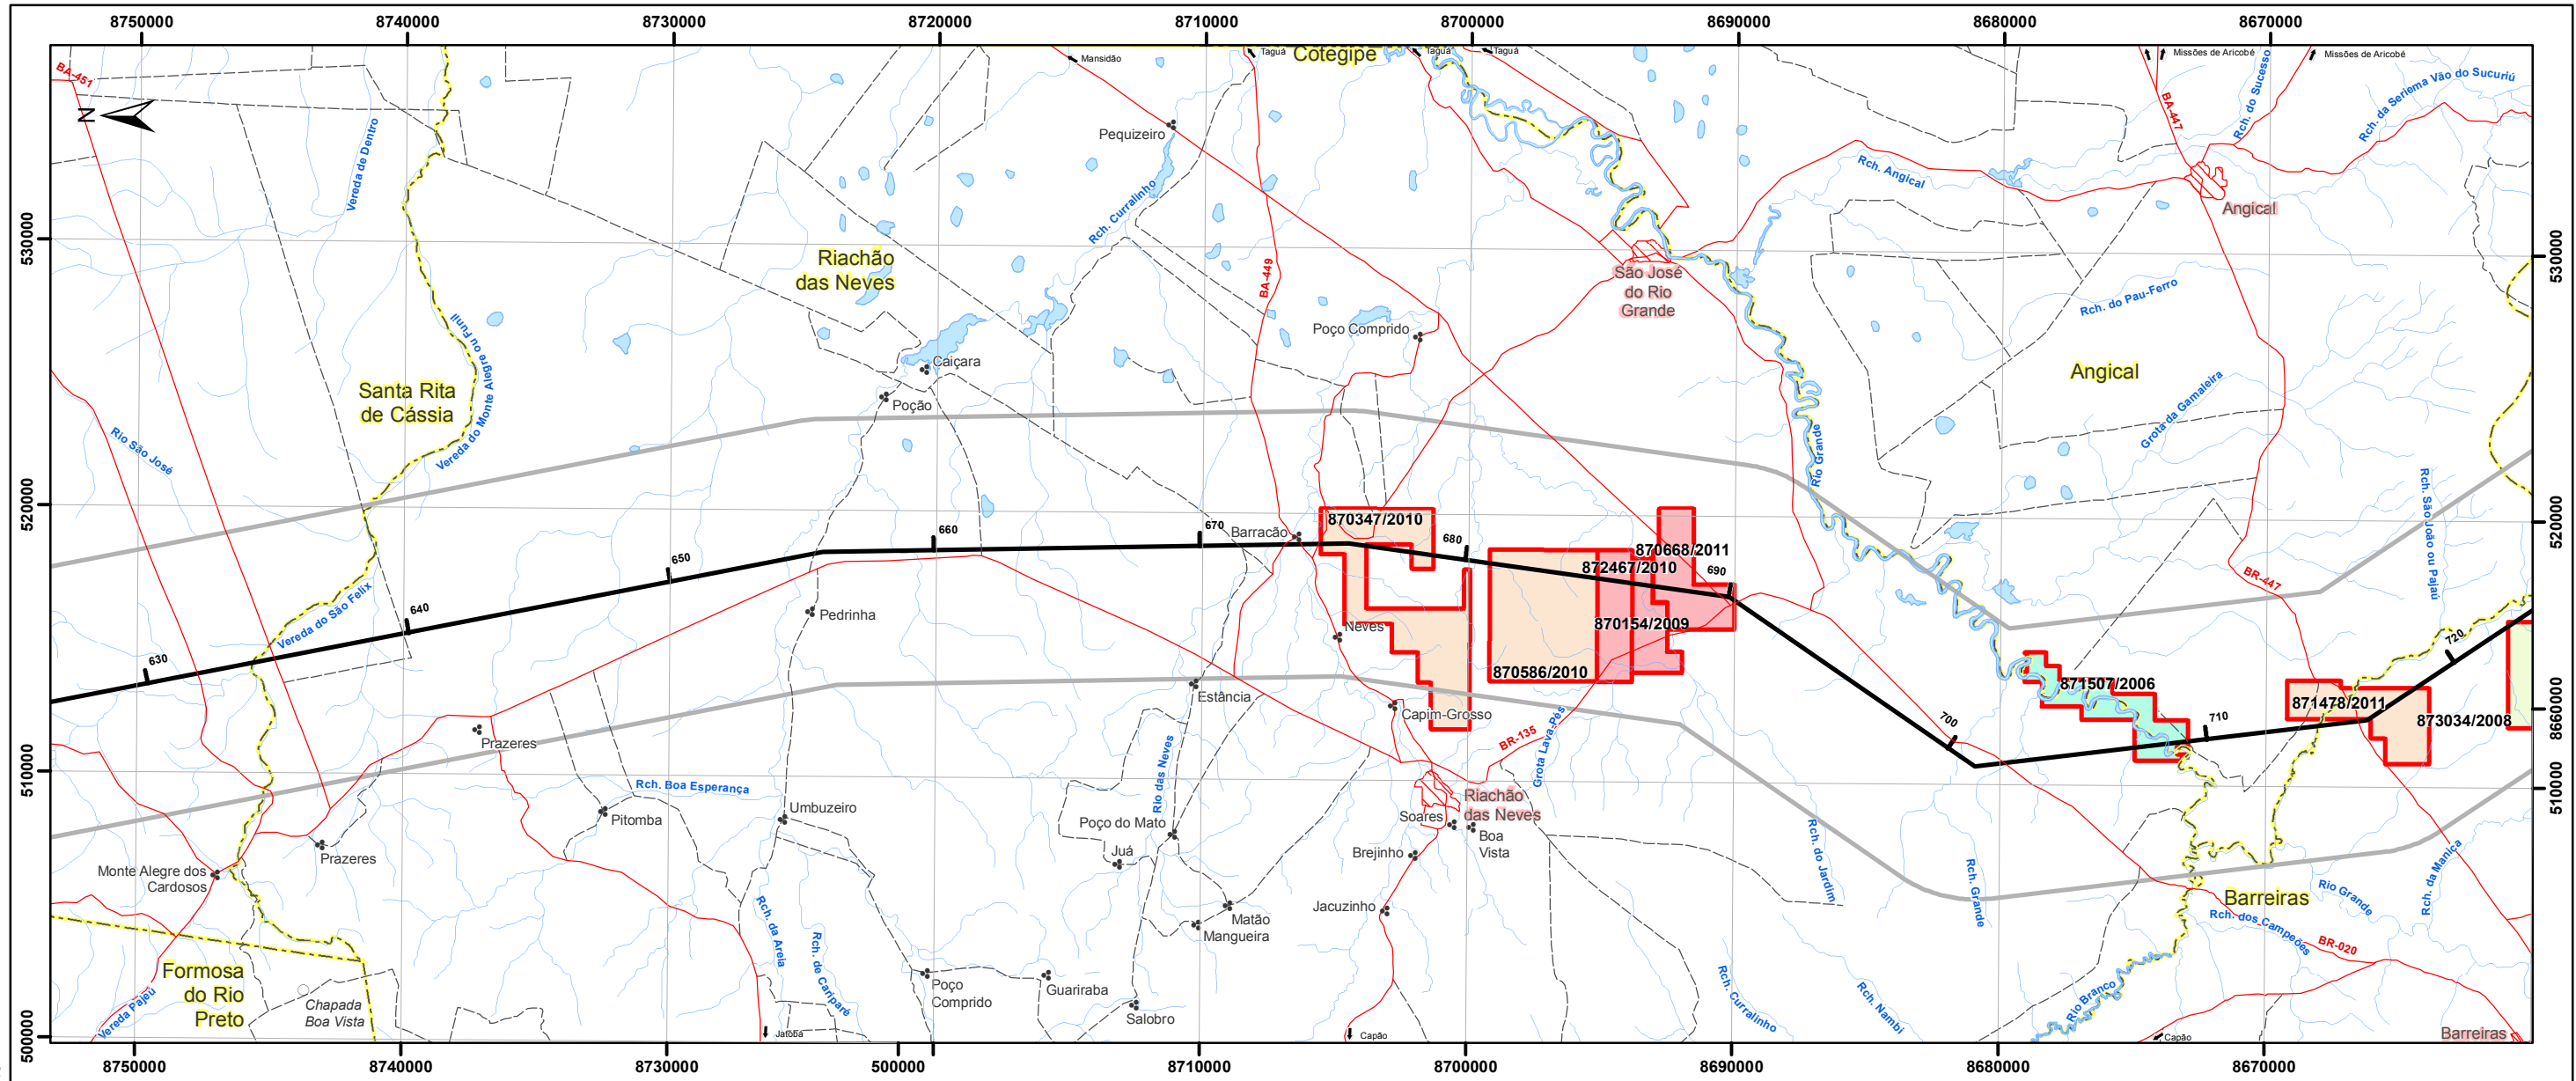 8750000
8740000
8730000
8720000
8710000
8700000
8690000
8680000
8670000
BA-451
N
Mansidão
Taguá
Cotegipe
Taguá
Taguá
Missões de Aricobé
Missões de Aricobé
Rch. do Sucesso
Rch. da Seriema Vão do Sucuriú
BA-447
Vereda de Dentro
Pequizeiro
Rch. Curralinho
Rch. Angical
Angical
530000
530000
Riachão
das Neves
BA-449
São José
do Rio
Grande
Rch. do Pau-Ferro
Vereda do Monte Alegre ou Funil
Poço Comprido
Caiçara
Poção
Santa Rita
de Cássia
Angical
Grota da Gamaleira
Rio São José
Rio Grande
Rch. São João ou Pajaú
520000
520000
630
640
650
660
670
680
690
700
710
720
Barracão
870347/2010
870668/2011
872467/2010
870154/2009
870586/2010
BR-447
Vereda do São Felix
Pedrinha
Neves
Estância
Capim-Grosso
871507/2006
871478/2011
873034/2008
8660000
Prazeres
BR-135
Grota Lava-Pés
Rio das Neves
510000
510000
Rch. Boa Esperança
Pitomba
Umbuzeiro
Poço do Mato
Juá
Riachão
das Neves
Soares
Boa
Vista
Brejinho
Prazeres
Monte Alegre dos
Cardosos
Rch. do Jardim
Rch. Grande
Barreiras
Rio Grande
Rch. da Maniça
Rch. dos Campeões
BR-020
Jacuzinho
Matão
Mangueira
Rch. da Areia
Rch. de Cariparé
Formosa
do Rio
Preto
Chapada
Boa Vista
Vereda Pajeú
Poço
Comprido
Guariraba
Salobro
Rch. Curralinho
Rch. Nambi
Rio Branco
Jatobá
Capão
Capão
Barreiras
500000
8750000
8740000
8730000
500000
8710000
8700000
8690000
8680000
8670000